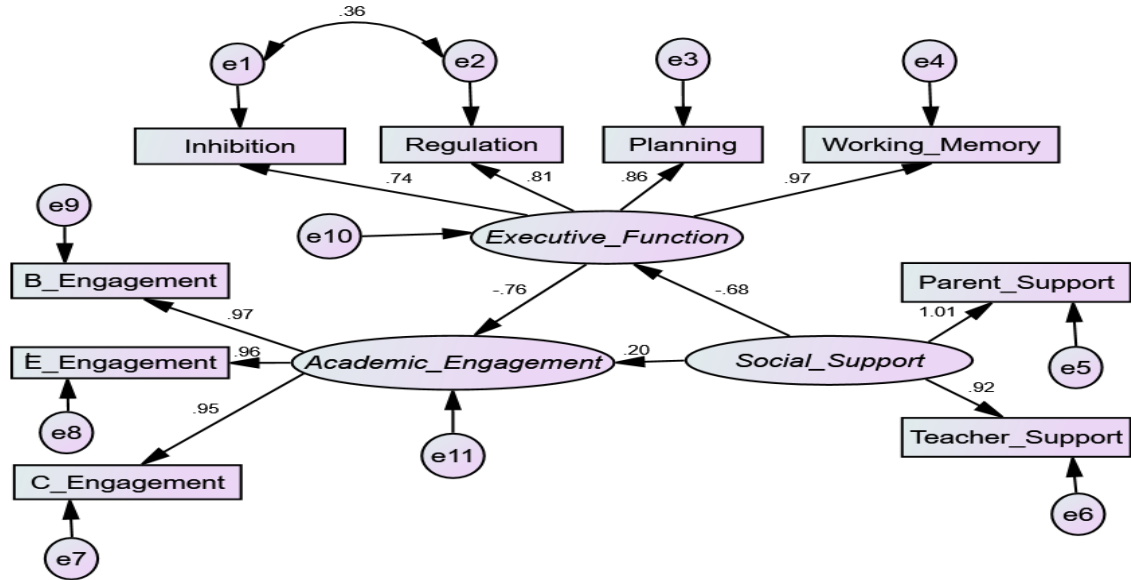 .36
e1
e2
e3
e4
Inhibition
Regulation
Planning
Working_Memory
.74
.81
.86
.97
e9
e10
Executive_Function
B_Engagement
Parent_Support
-.76
-.68
.97
1.01
E_Engagement
.96
Academic_Engagement
.20
Social_Support
e5
e8
.95
.92
e11
Teacher_Support
C_Engagement
e6
e7